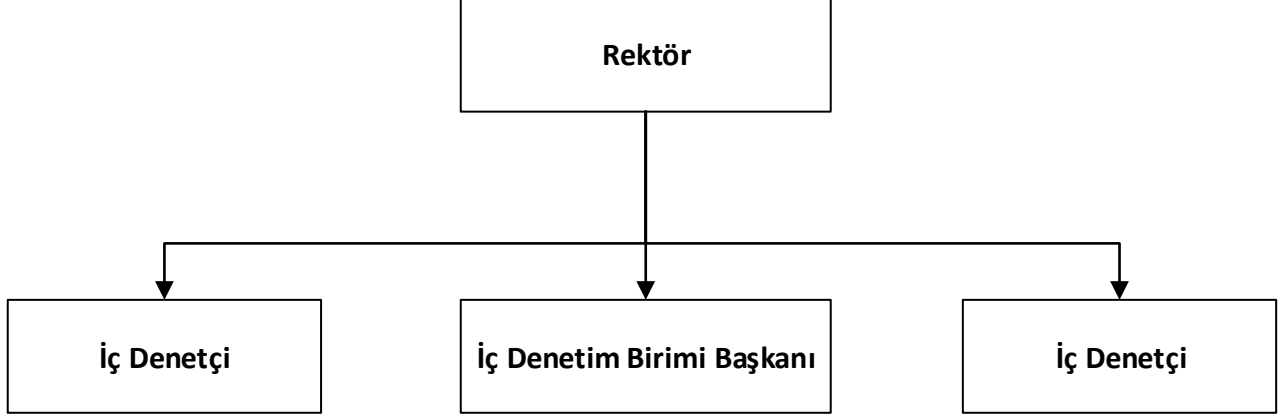 Rektör
İç Denetçi
İç Denetim Birimi Başkanı
İç Denetçi